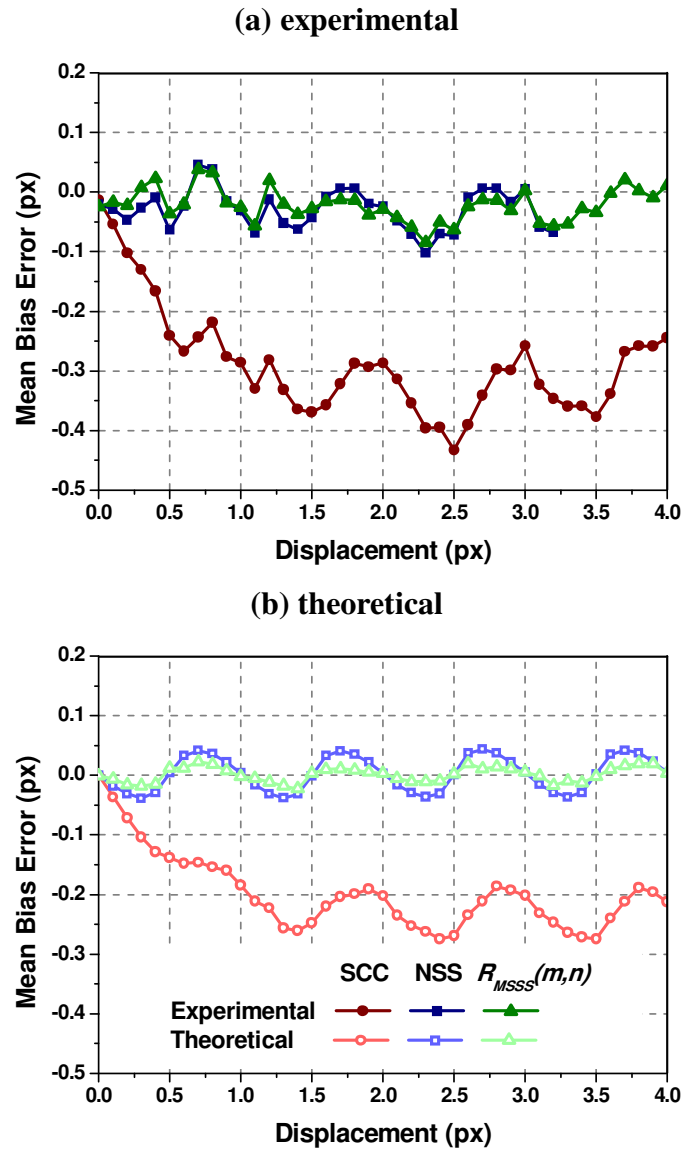 (a) experimental
0.2
0.1
0.0
-0.1
-0.2
-0.3
-0.4
-0.5
Mean Bias Error (px)
0.0 0.5 1.0 1.5 2.0 2.5 3.0 3.5 4.0
Displacement (px)
(b) theoretical
0.2
0.1
0.0
-0.1
-0.2
-0.3
-0.4
-0.5
Mean Bias Error (px)
SCC NSS R_MSSS(m,n)
Experimental
Theoretical
0.0 0.5 1.0 1.5 2.0 2.5 3.0 3.5 4.0
Displacement (px)